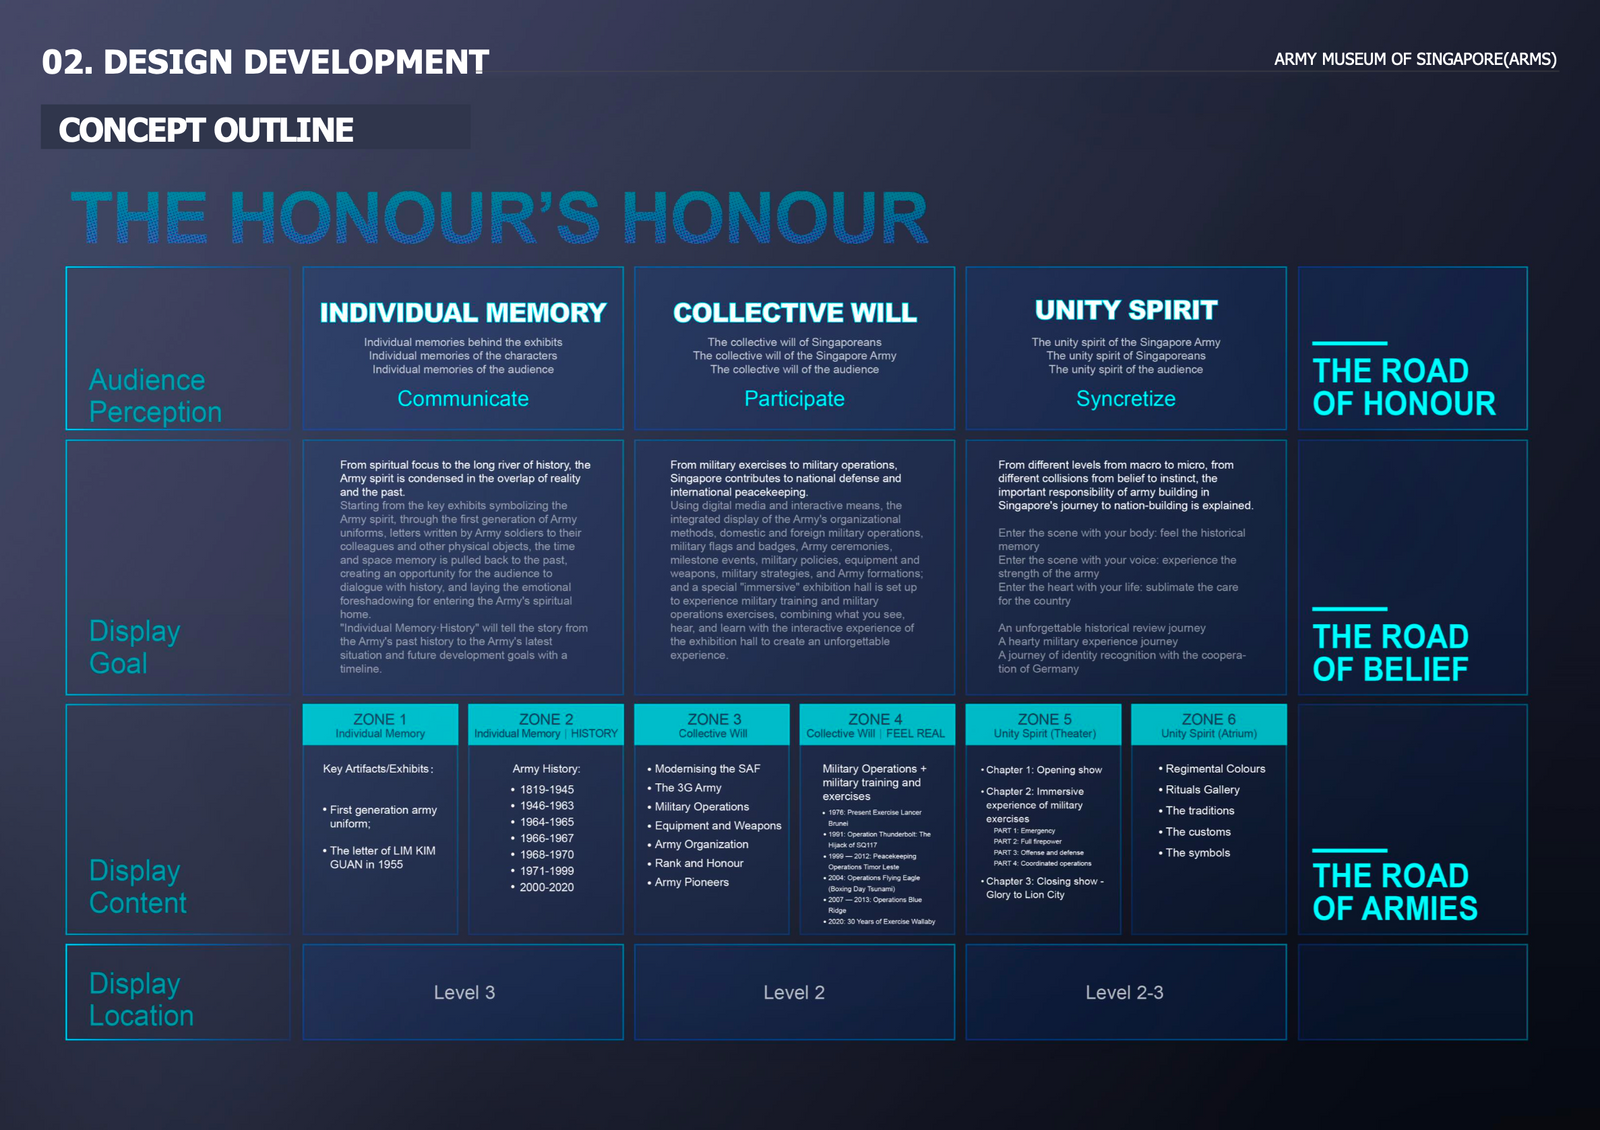 02. DESIGN DEVELOPMENT
ARMY MUSEUM OF SINGAPORE(ARMS)
CONCEPT OUTLINE
THE HONOUR'S HONOUR
Audience
Perception
INDIVIDUAL MEMORY
Individual memories behind the exhibits
Individual memories of the characters
Individual memories of the audience
Communicate
COLLECTIVE WILL
The collective will of Singaporeans
The collective will of the Singapore Army
The collective will of the audience
Participate
UNITY SPIRIT
The unity spirit of the Singapore Army
The unity spirit of Singaporeans
The unity spirit of the audience
Syncretize
THE ROAD
OF HONOUR
Display
Goal
From spiritual focus to the long river of history, the
Army spirit is condensed in the overlap of reality
and the past.
Starting from the key exhibits symbolizing the
Army spirit, through the first generation of Army
uniforms, letters written by Army soldiers to their
colleagues and other physical objects, the time
and space memory is pulled back to the past,
creating an opportunity for the audience to
dialogue with history, and laying the emotional
foreshadowing for entering the Army's spiritual
home.
"Individual Memory·History" will tell the story from
the Army's past history to the Army's latest
situation and future development goals with a
timeline.
From military exercises to military operations,
Singapore contributes to national defense and
international peacekeeping.
Using digital media and interactive means, the
integrated display of the Army's organizational
methods, domestic and foreign military operations,
military flags and badges, Army ceremonies,
milestone events, military policies, equipment and
weapons, military strategies, and Army formations;
and a special "immersive" exhibition hall is set up
to experience military training and military
operations exercises, combining what you see,
hear, and learn with the interactive experience of
the exhibition hall to create an unforgettable
experience.
From different levels from macro to micro, from
different collisions from belief to instinct, the
important responsibility of army building in
Singapore's journey to nation-building is explained.
Enter the scene with your body: feel the historical
memory
Enter the scene with your voice: experience the
strength of the army
Enter the heart with your life: sublimate the care
for the country
An unforgettable historical review journey
A hearty military experience journey
A journey of identity recognition with the coopera-
tion of Germany
THE ROAD
OF BELIEF
Display
Content
ZONE 1
Individual Memory
Key Artifacts/Exhibits :
• First generation army
uniform;
• The letter of LIM KIM
GUAN in 1955
ZONE 2
Individual Memory | HISTORY
Army History:
• 1819-1945
• 1946-1963
• 1964-1965
• 1966-1967
• 1968-1970
• 1971-1999
• 2000-2020
ZONE 3
Collective Will
• Modernising the SAF
• The 3G Army
• Military Operations
• Equipment and Weapons
• Army Organization
• Rank and Honour
• Army Pioneers
ZONE 4
Collective Will | FEEL REAL
Military Operations +
military training and
exercises
• 1976: Present Exercise Lancer
Brunei
• 1991: Operation Thunderbolt: The
Hijack of SQ117
• 1999 — 2012: Peacekeeping
Operations Timor Leste
• 2004: Operations Flying Eagle
(Boxing Day Tsunami)
• 2007 — 2013: Operations Blue
Ridge
• 2020: 30 Years of Exercise Wallaby
ZONE 5
Unity Spirit (Theater)
• Chapter 1: Opening show
• Chapter 2: Immersive
experience of military
exercises
PART 1: Emergency
PART 2: Full firepower
PART 3: Offense and defense
PART 4: Coordinated operations
• Chapter 3: Closing show -
Glory to Lion City
ZONE 6
Unity Spirit (Atrium)
• Regimental Colours
• Rituals Gallery
• The traditions
• The customs
• The symbols
THE ROAD
OF ARMIES
Display
Location
Level 3
Level 2
Level 2-3